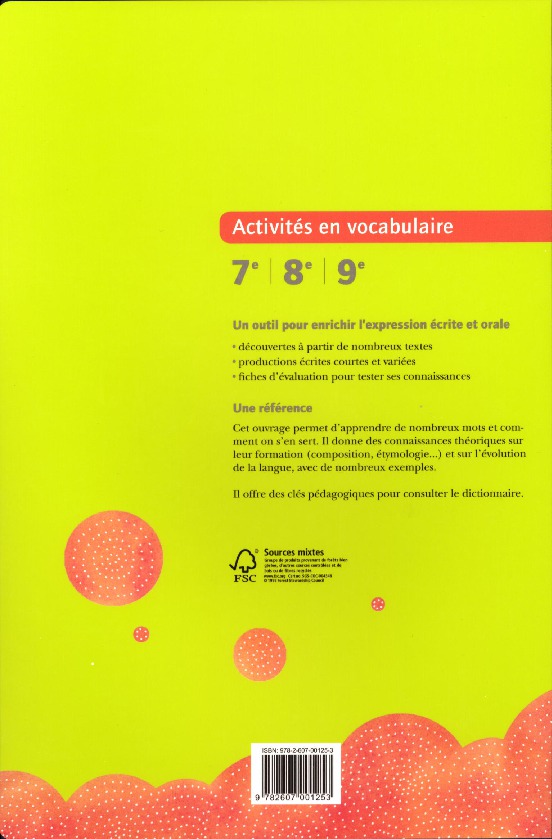 Activités en vocabulaire
7e | 8e | 9e
Un outil pour enrichir l'expression écrite et orale
• découvertes à partir de nombreux textes
• productions écrites courtes et variées
• fiches d'évaluation pour tester ses connaissances
Une référence
Cet ouvrage permet d'apprendre de nombreux mots et com-
ment on s'en sert. Il donne des connaissances théoriques sur
leur formation (composition, étymologie...) et sur l'évolution
de la langue, avec de nombreux exemples.
Il offre des clés pédagogiques pour consulter le dictionnaire.
FSC
Sources mixtes
Groupe de produits provenant de forêts bien
gérées, d'autres sources contrôlées et de
bois ou de fibres recyclés
www.fsc.org Cert no.
© 1996 Forest Stewardship Council
ISBN: 978-2-607-00125-3
9 782607 001253